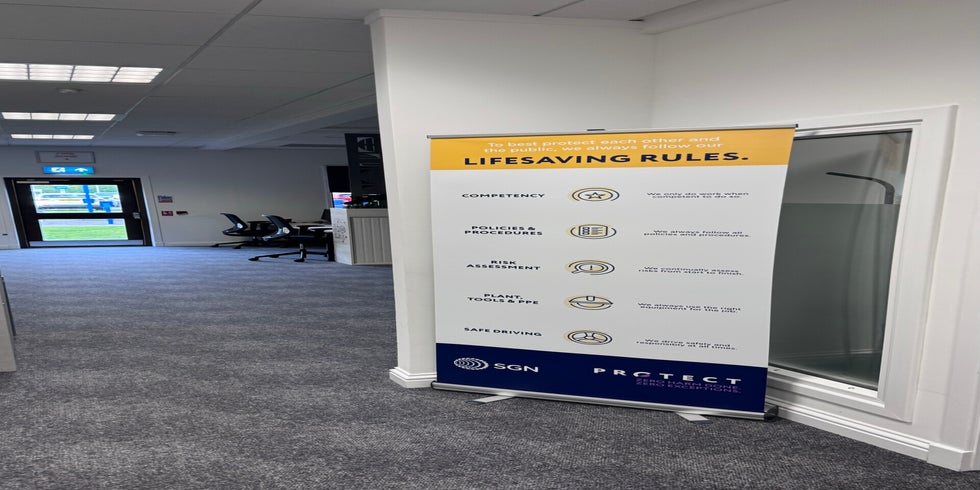 To best protect each other and
the public, we always follow our
LIFESAVING RULES.
COMPETENCY
We only do work when
competent to do so.
POLICIES &
PROCEDURES
We always follow all
policies and procedures.
RISK
ASSESSMENT
We continually assess
risks from start to finish.
PLANT,
TOOLS & PPE
We always use the right
equipment for the job.
SAFE DRIVING
We drive safely and
responsibly at all times.
SGN
PROTECT
ZERO HARM DONE.
ZERO EXCEPTIONS.